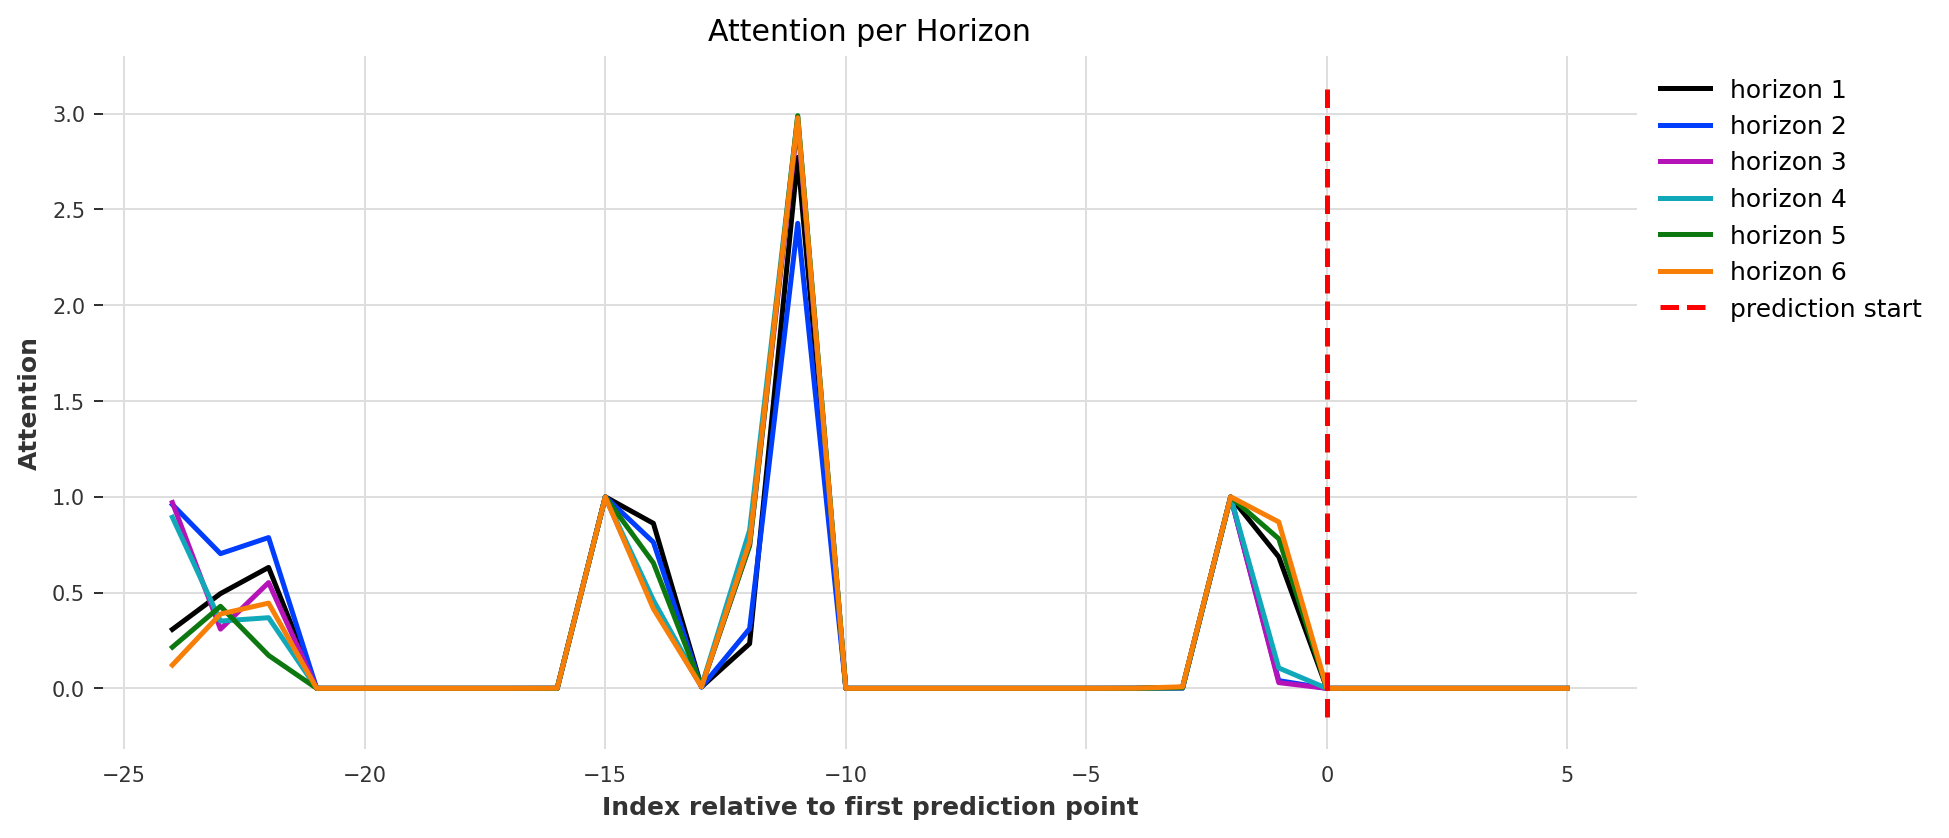 Attention per Horizon
3.0
2.5
2.0
1.5
1.0
0.5
0.0
Attention
−25
−20
−15
−10
−5
0
5
Index relative to first prediction point
horizon 1
horizon 2
horizon 3
horizon 4
horizon 5
horizon 6
prediction start